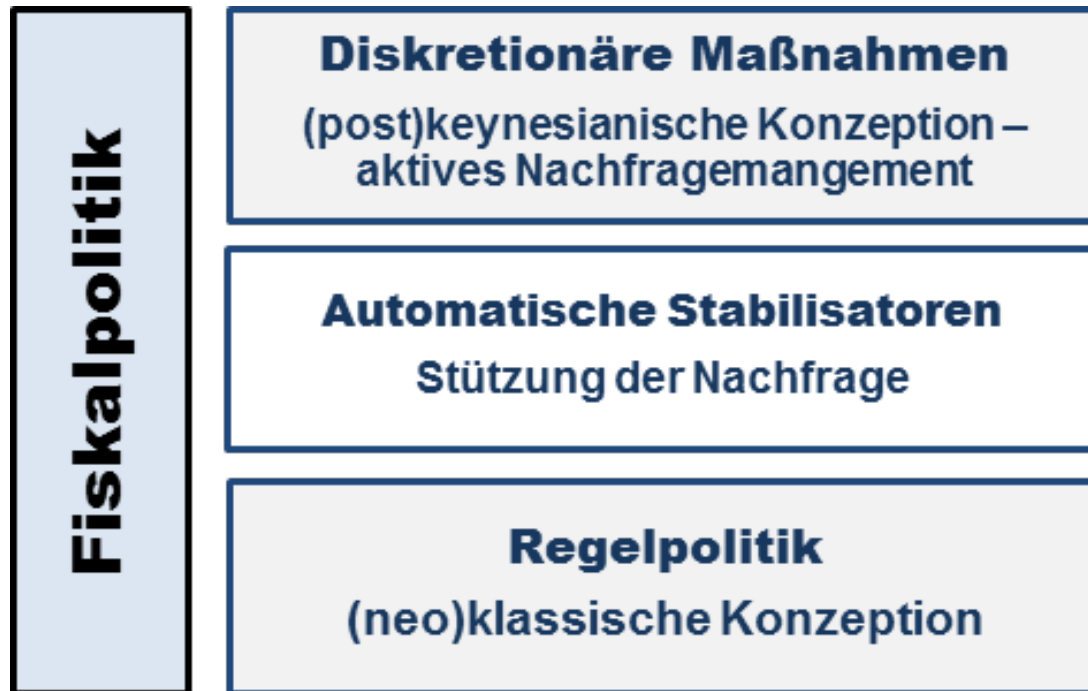 Fiskalpolitik
Diskretionäre Maßnahmen
(post)keynesianische Konzeption –
aktives Nachfragemangement
Automatische Stabilisatoren
Stützung der Nachfrage
Regelpolitik
(neo)klassische Konzeption